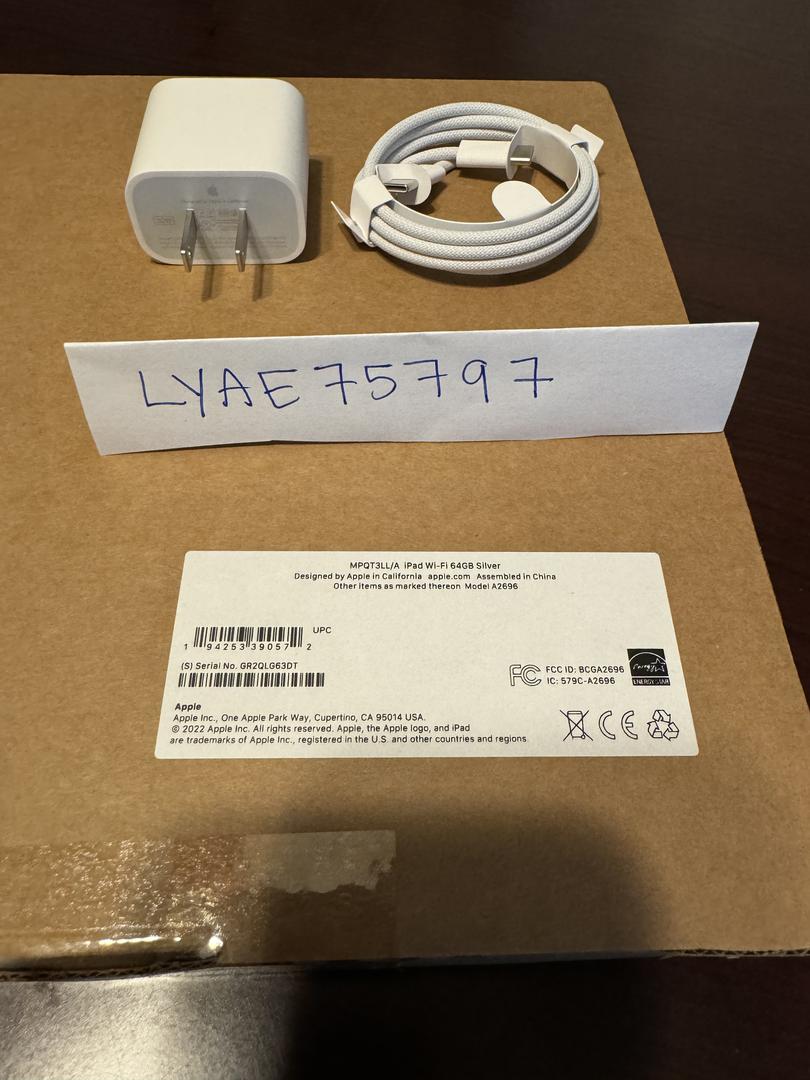 LYAE75797
MPQT3LL/A iPad Wi-Fi 64GB Silver
Designed by Apple in California apple.com Assembled in China
Other items as marked thereon Model A2696
UPC
1 94253 39057 2
(S) Serial No. GR2QLG63DT
FCC ID: BCGA2696
IC: 579C-A2696
ENERGY STAR
Apple
Apple Inc., One Apple Park Way, Cupertino, CA 95014 USA.
© 2022 Apple Inc. All rights reserved. Apple, the Apple logo, and iPad
are trademarks of Apple Inc., registered in the U.S. and other countries and regions.